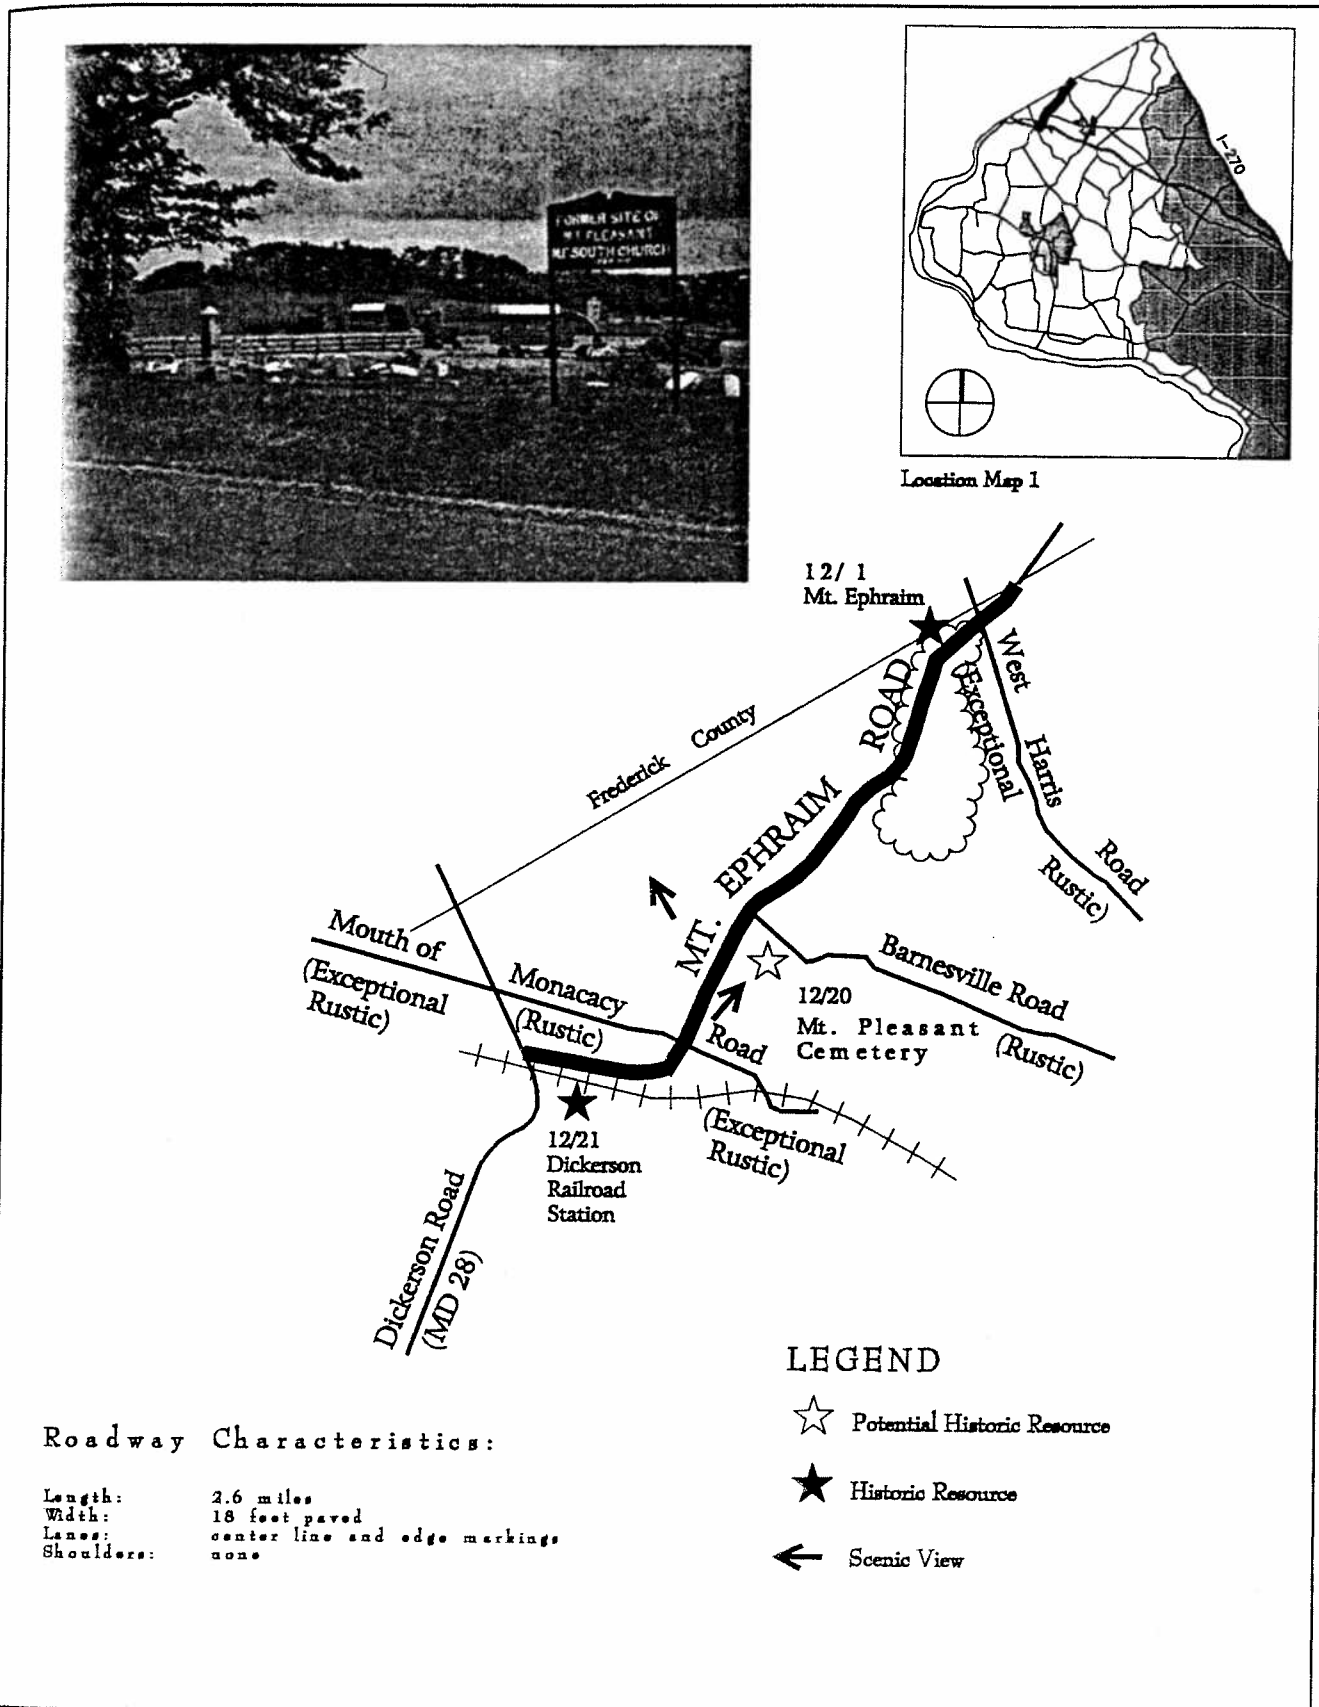 FORMER SITE OF
MT. PLEASANT
M.E. SOUTH CHURCH
I-270
Location Map 1
12/ 1
Mt. Ephraim
Frederick County
MT. EPHRAIM ROAD
West Harris Road
(Exceptional Rustic)
Mouth of Monacacy Road
(Exceptional
Rustic)
(Rustic)
Barnesville Road
(Rustic)
12/20
Mt. Pleasant
Cemetery
(Exceptional
Rustic)
12/21
Dickerson
Railroad
Station
Dickerson Road
(MD 28)
LEGEND
Potential Historic Resource
Historic Resource
Scenic View
Roadway Characteristics:
Length: 2.6 miles
Width: 18 feet paved
Lanes: center line and edge markings
Shoulders: none